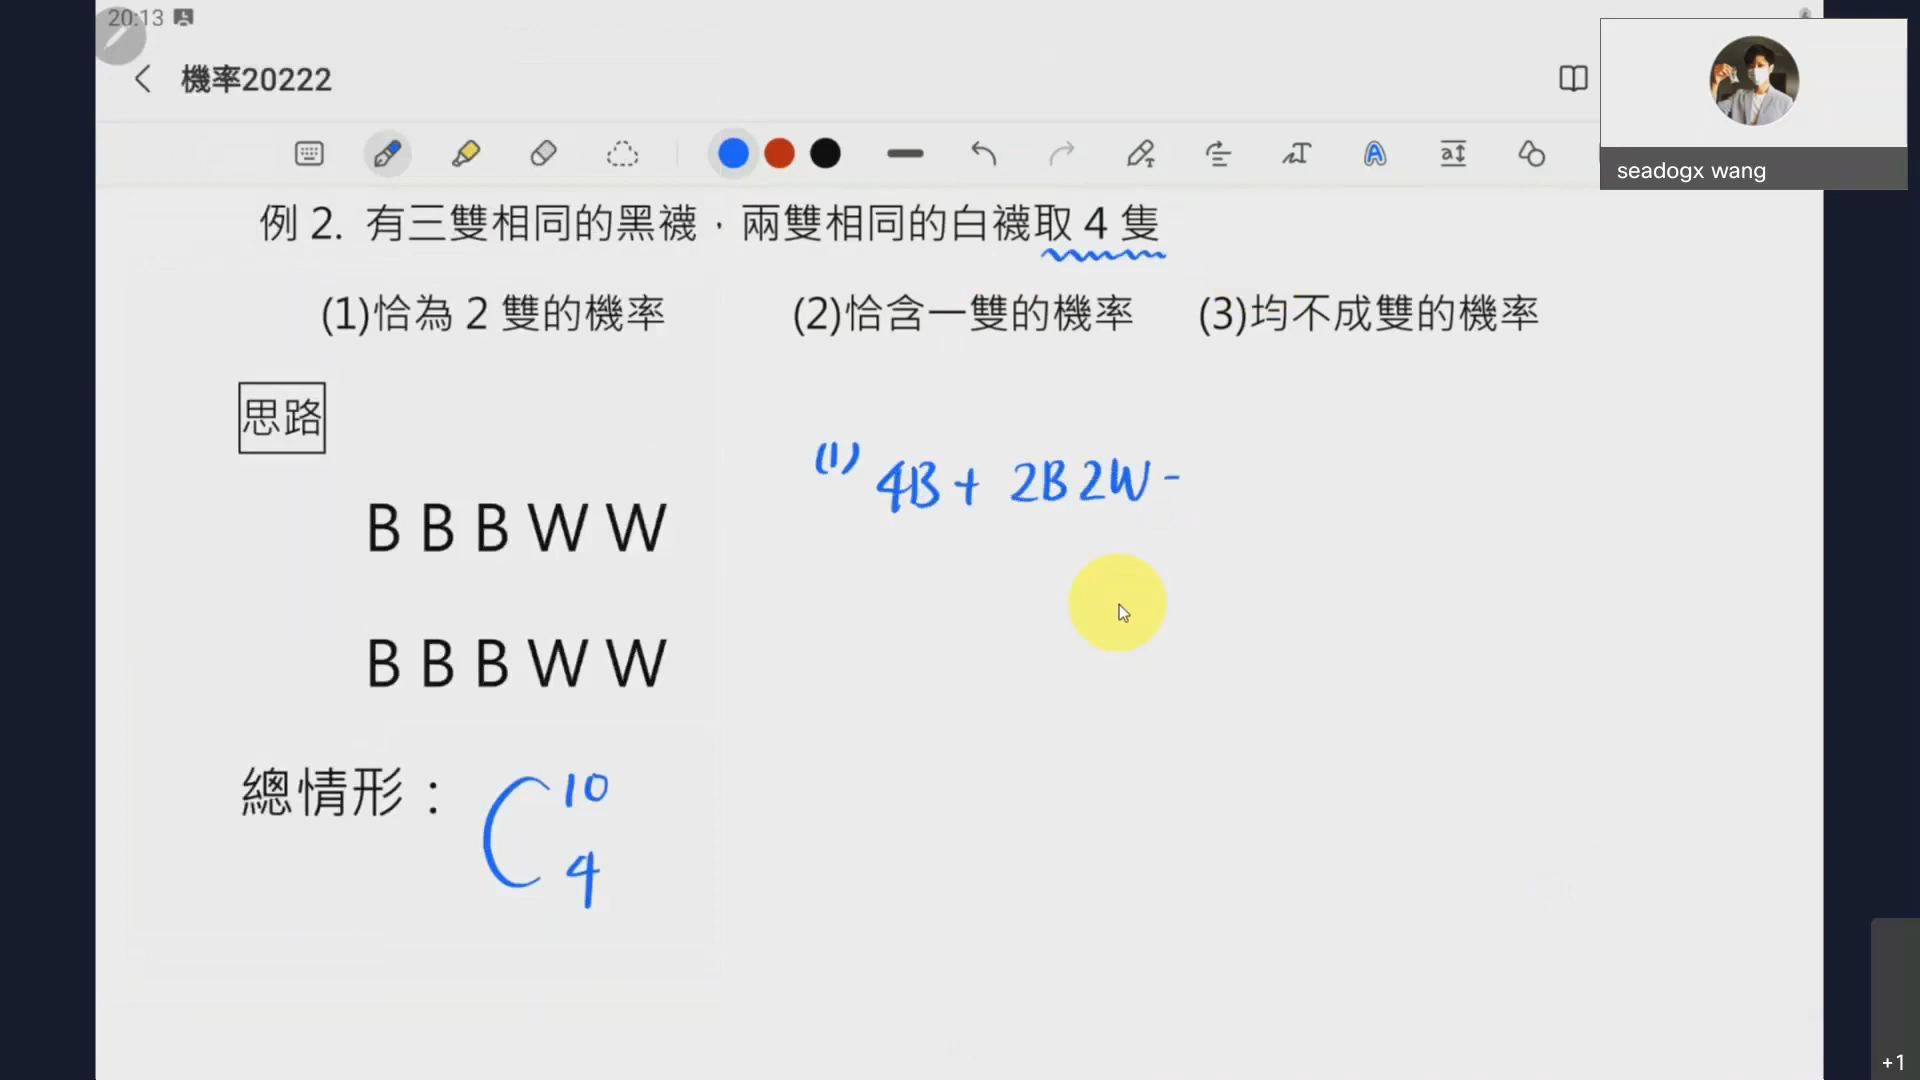 20:13
機率20222
seadogx wang
例 2. 有三雙相同的黑襪，兩雙相同的白襪取 4 隻
(1)恰為 2 雙的機率 (2)恰含一雙的機率 (3)均不成雙的機率
思路
(1) 4B + 2B2W -
B B B W W
B B B W W
總情形： C 10 4
+1